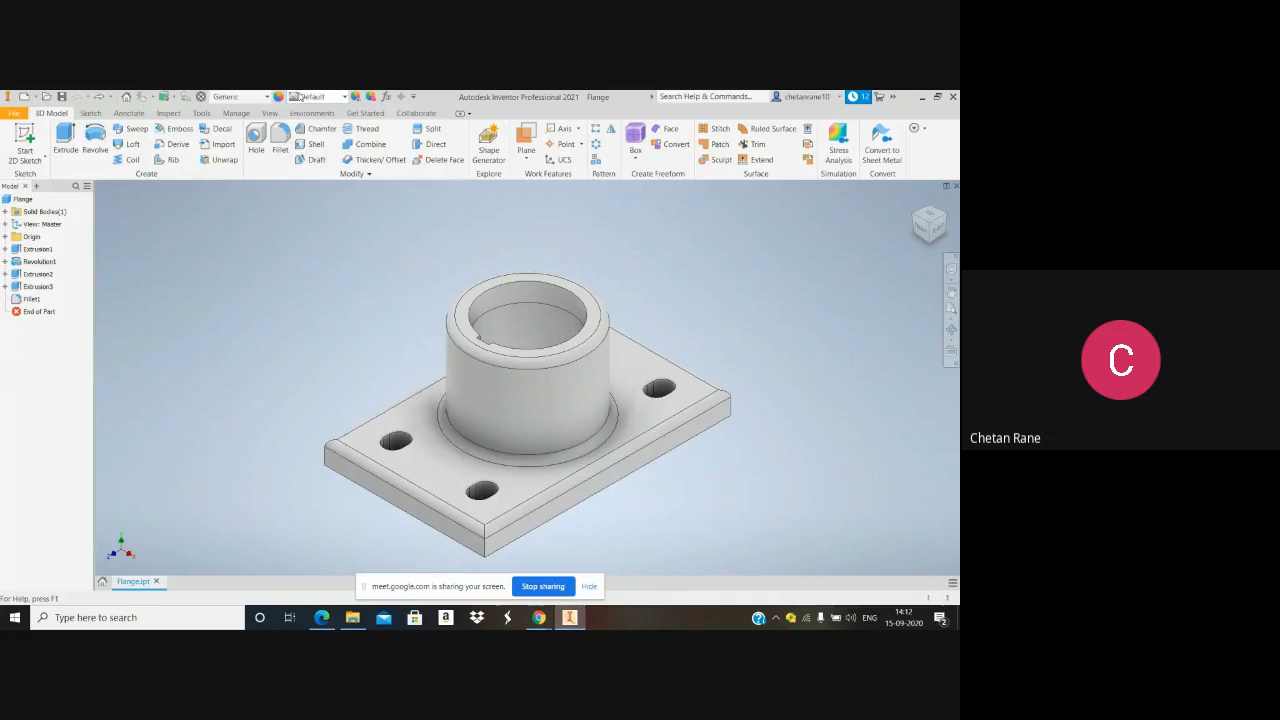 Generic
Default
Autodesk Inventor Professional 2021 Flange
Search Help & Commands...
chetanrane10
12
File 3D Model Sketch Annotate Inspect Tools Manage View Environments Get Started Collaborate
Start
2D Sketch
Extrude
Revolve
Sweep Emboss Decal
Loft Derive Import
Coil Rib Unwrap
Hole
Fillet
Chamfer Thread Split
Shell Combine Direct
Draft Thicken/ Offset Delete Face
Shape
Generator
Plane
Axis
Point
UCS
Box
Face
Convert
Stitch Ruled Surface
Patch Trim
Sculpt Extend
Stress
Analysis
Convert to
Sheet Metal
Sketch Create Modify Explore Work Features Pattern Create Freeform Surface Simulation Convert
Model
Flange
Solid Bodies(1)
View: Master
Origin
Extrusion1
Revolution1
Extrusion2
Extrusion3
Fillet1
End of Part
C
Chetan Rane
Flange.ipt
meet.google.com is sharing your screen.
Stop sharing
Hide
For Help, press F1
1 1
Type here to search
ENG
14:12
15-09-2020
2